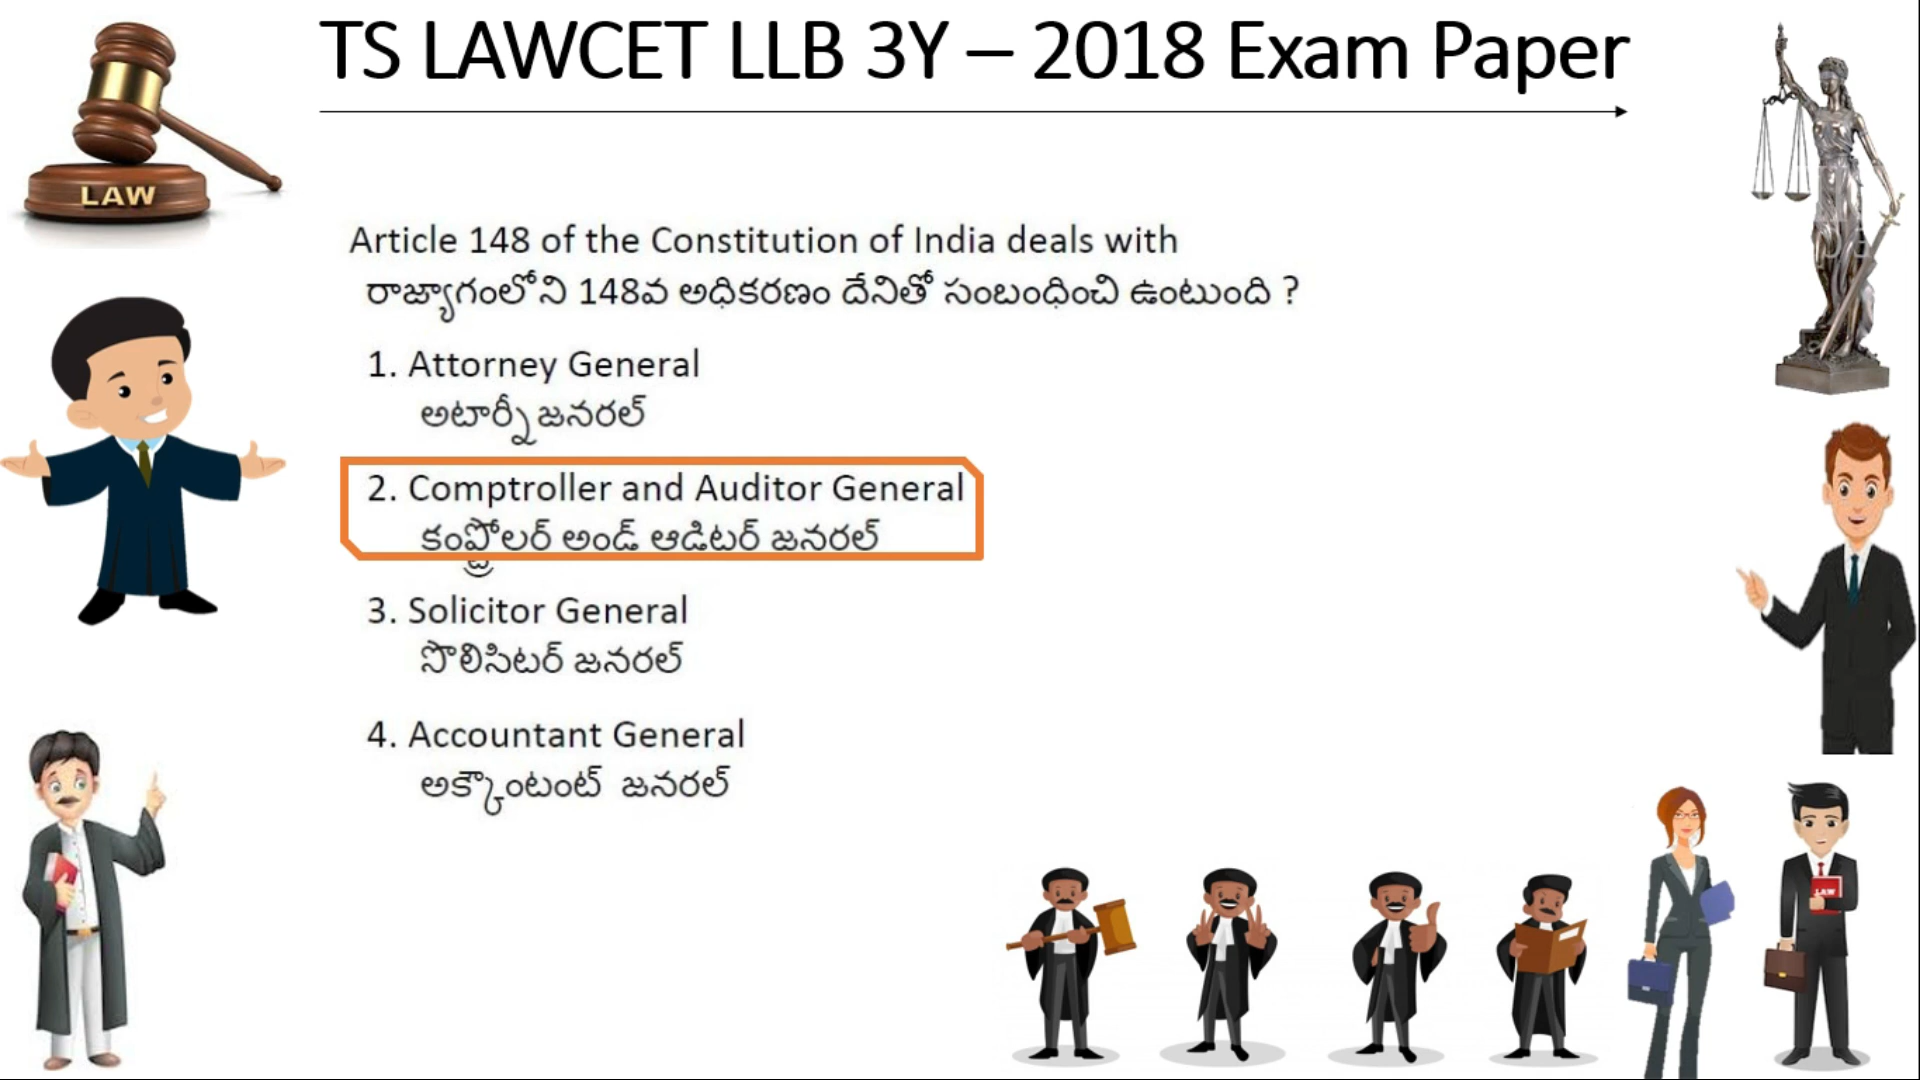 TS LAWCET LLB 3Y – 2018 Exam Paper
LAW
Article 148 of the Constitution of India deals with
రాజ్యాగంలోని 148వ అధికరణం దేనితో సంబంధించి ఉంటుంది ?
1. Attorney General
అటార్నీ జనరల్
2. Comptroller and Auditor General
కంప్ట్రోలర్ అండ్ ఆడిటర్ జనరల్
3. Solicitor General
సొలిసిటర్ జనరల్
4. Accountant General
అక్కౌంటంట్ జనరల్
LAW